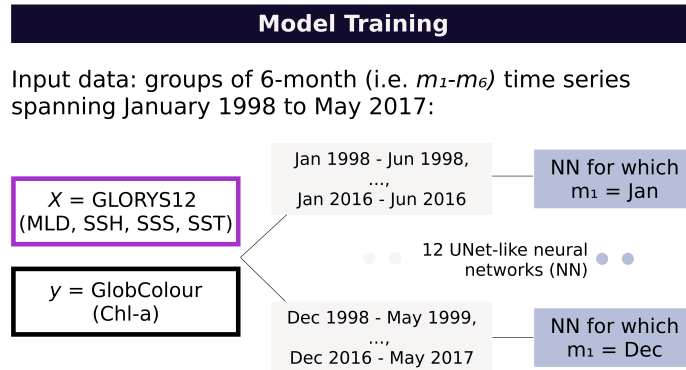 Model Training
Input data: groups of 6-month (i.e. m₁-m₆) time series
spanning January 1998 to May 2017:
X = GLORYS12
(MLD, SSH, SSS, SST)
y = GlobColour
(Chl-a)
Jan 1998 - Jun 1998,
...,
Jan 2016 - Jun 2016
NN for which
m₁ = Jan
12 UNet-like neural
networks (NN)
Dec 1998 - May 1999,
...,
Dec 2016 - May 2017
NN for which
m₁ = Dec